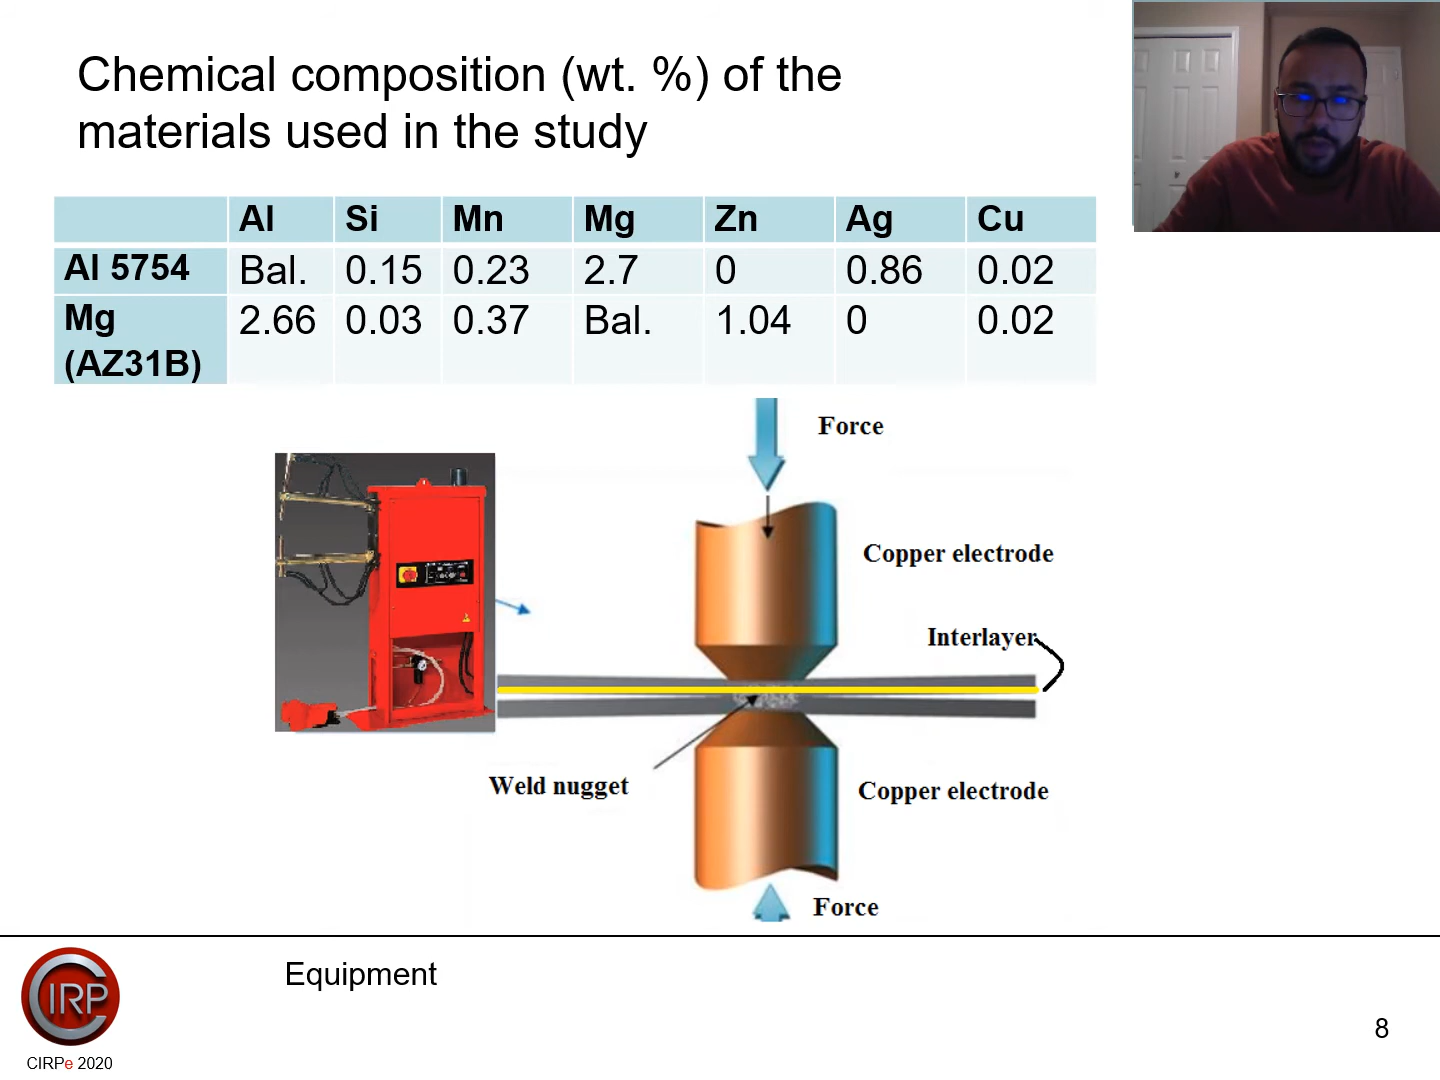 Chemical composition (wt. %) of the
materials used in the study
Al Si Mn Mg Zn Ag Cu
Al 5754 Bal. 0.15 0.23 2.7 0 0.86 0.02
Mg 2.66 0.03 0.37 Bal. 1.04 0 0.02
(AZ31B)
Force
Copper electrode
Interlayer
Weld nugget
Copper electrode
Force
Equipment
CIRP
CIRPe 2020
8